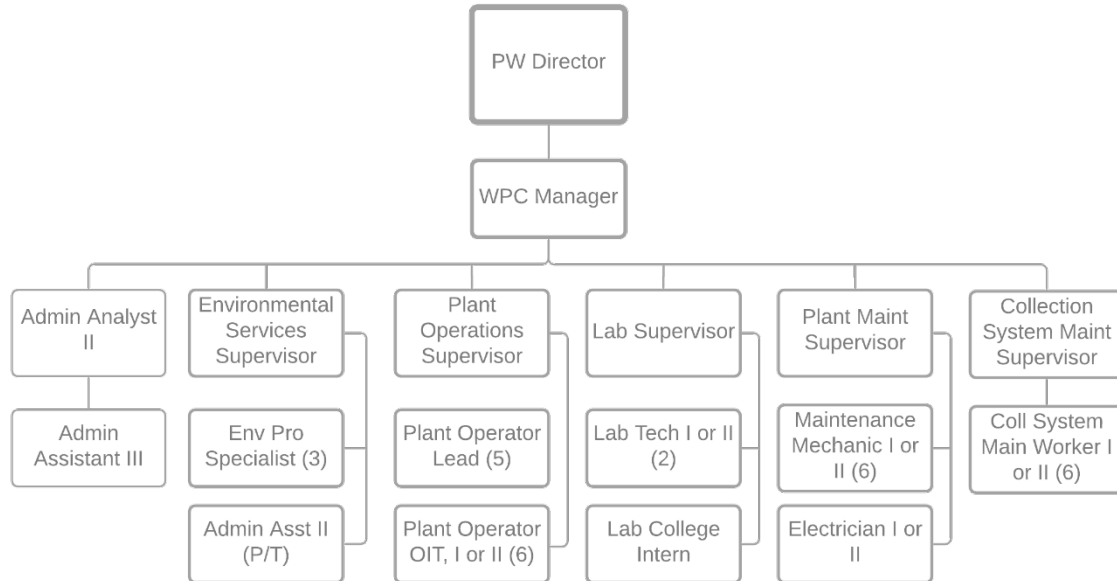 PW Director
WPC Manager
Admin Analyst
II
Environmental
Services
Supervisor
Plant
Operations
Supervisor
Lab Supervisor
Plant Maint
Supervisor
Collection
System Maint
Supervisor
Admin
Assistant III
Env Pro
Specialist (3)
Plant Operator
Lead (5)
Lab Tech I or II
(2)
Maintenance
Mechanic I or
II (6)
Coll System
Main Worker I
or II (6)
Admin Asst II
(P/T)
Plant Operator
OIT, I or II (6)
Lab College
Intern
Electrician I or
II